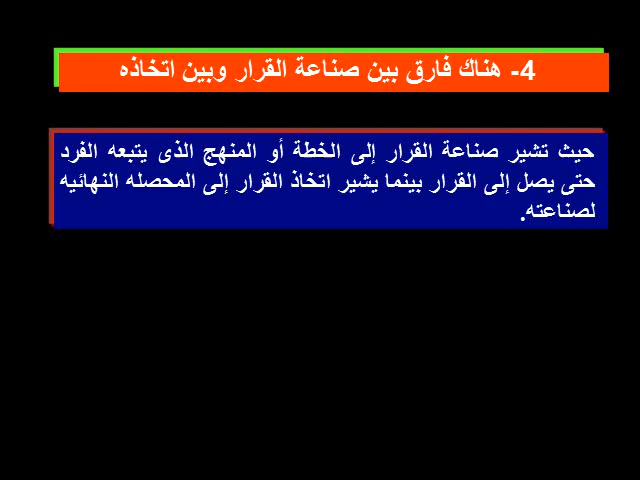 4- هناك فارق بين صناعة القرار وبين اتخاذه
حيث تشير صناعة القرار إلى الخطة أو المنهج الذى يتبعه الفرد
حتى يصل إلى القرار بينما يشير اتخاذ القرار إلى المحصله النهائيه
لصناعته.